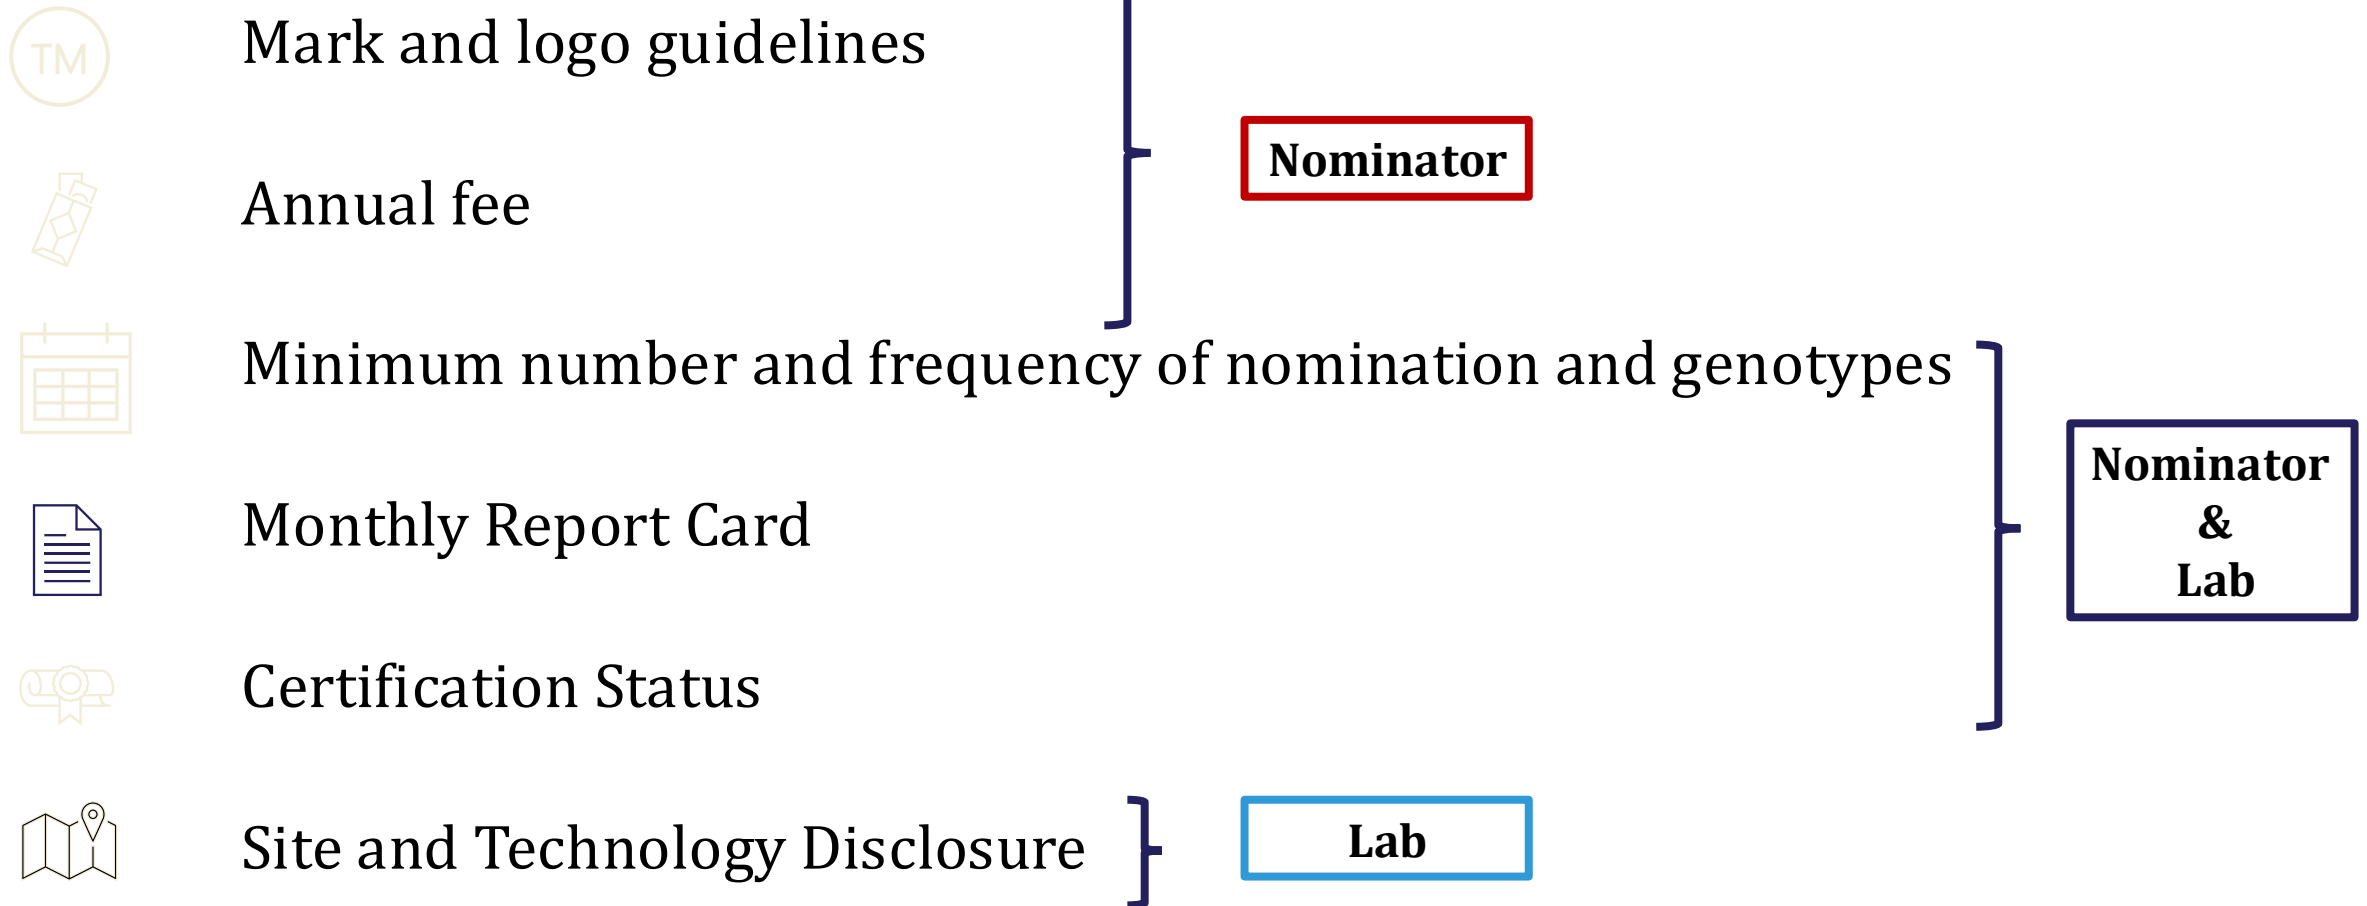 TM
Mark and logo guidelines
Nominator
Annual fee
Minimum number and frequency of nomination and genotypes
Nominator
&
Lab
Monthly Report Card
Certification Status
Site and Technology Disclosure
Lab